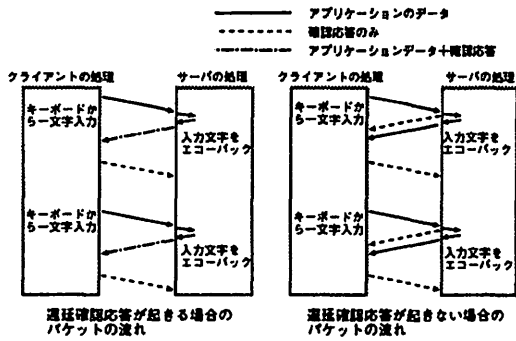 アプリケーションのデータ
確認応答のみ
アプリケーションデータ＋確認応答
クライアントの処理
サーバの処理
キーボードか
ら一文字入力
入力文字を
エコーバック
キーボードか
ら一文字入力
入力文字を
エコーバック
遅延確認応答が起きる場合の
パケットの流れ
クライアントの処理
サーバの処理
キーボードか
ら一文字入力
入力文字を
エコーバック
キーボードか
ら一文字入力
入力文字を
エコーバック
遅延確認応答が起きない場合の
パケットの流れ